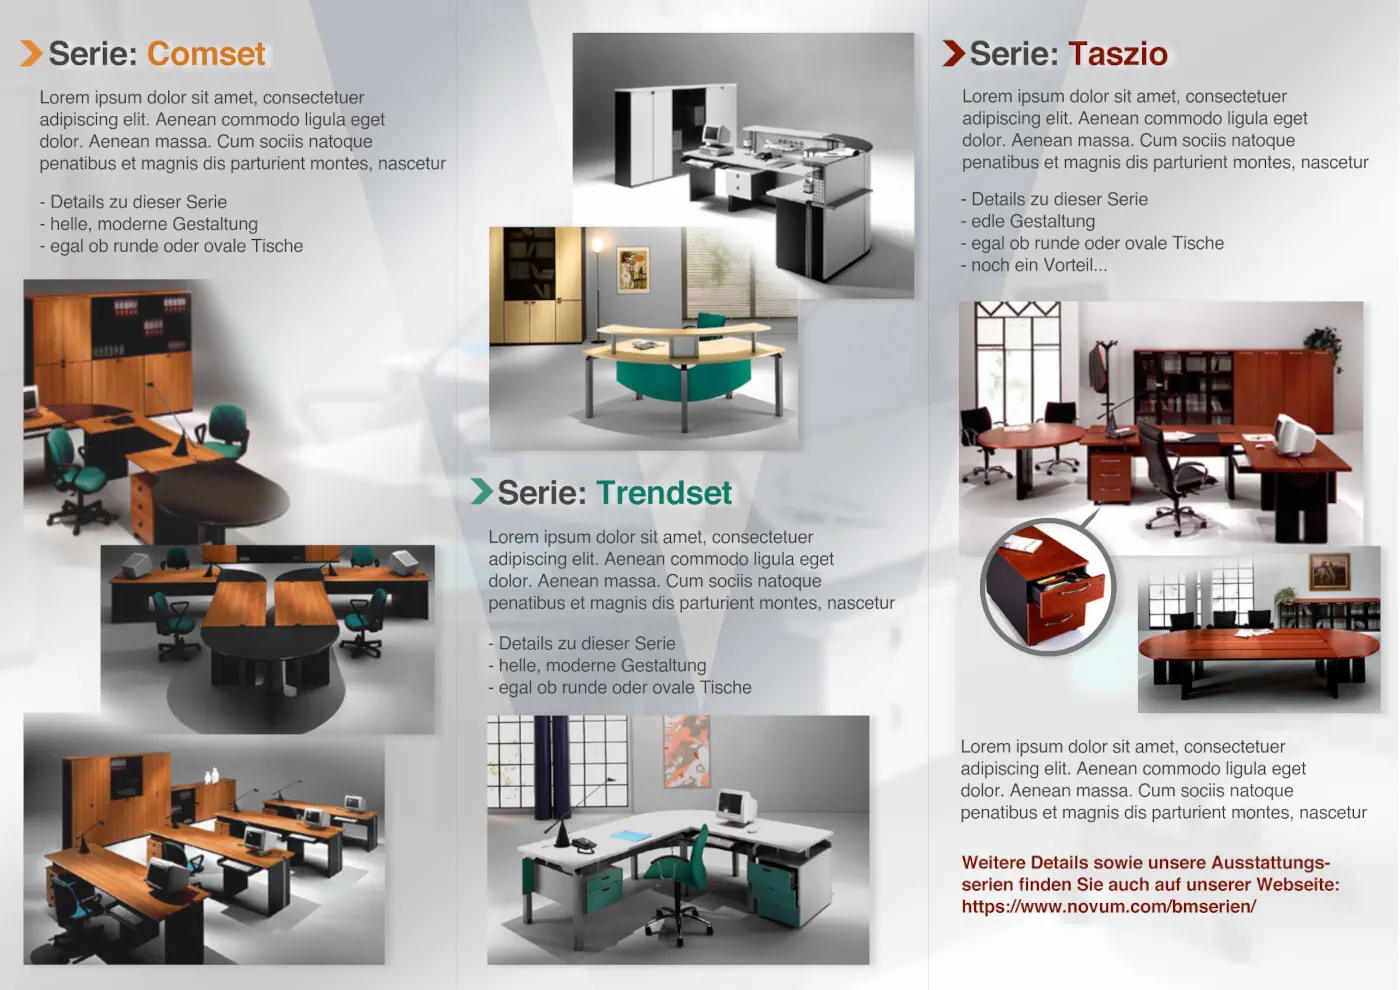 Serie: Comset
Lorem ipsum dolor sit amet, consectetuer
adipiscing elit. Aenean commodo ligula eget
dolor. Aenean massa. Cum sociis natoque
penatibus et magnis dis parturient montes, nascetur
- Details zu dieser Serie
- helle, moderne Gestaltung
- egal ob runde oder ovale Tische
Serie: Trendset
Lorem ipsum dolor sit amet, consectetuer
adipiscing elit. Aenean commodo ligula eget
dolor. Aenean massa. Cum sociis natoque
penatibus et magnis dis parturient montes, nascetur
- Details zu dieser Serie
- helle, moderne Gestaltung
- egal ob runde oder ovale Tische
Serie: Taszio
Lorem ipsum dolor sit amet, consectetuer
adipiscing elit. Aenean commodo ligula eget
dolor. Aenean massa. Cum sociis natoque
penatibus et magnis dis parturient montes, nascetur
- Details zu dieser Serie
- edle Gestaltung
- egal ob runde oder ovale Tische
- noch ein Vorteil...
Lorem ipsum dolor sit amet, consectetuer
adipiscing elit. Aenean commodo ligula eget
dolor. Aenean massa. Cum sociis natoque
penatibus et magnis dis parturient montes, nascetur
Weitere Details sowie unsere Ausstattungs-
serien finden Sie auch auf unserer Webseite:
https://www.novum.com/bmserien/